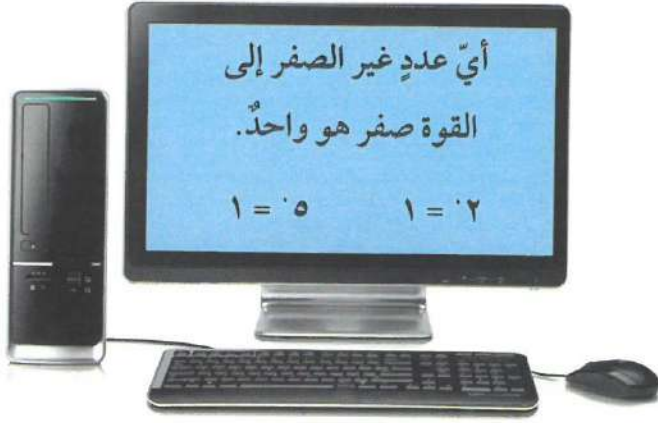 أيّ عددٍ غير الصفر إلى
القوة صفر هو واحدٌ.
٢˙ = ١ ٥˙ = ١